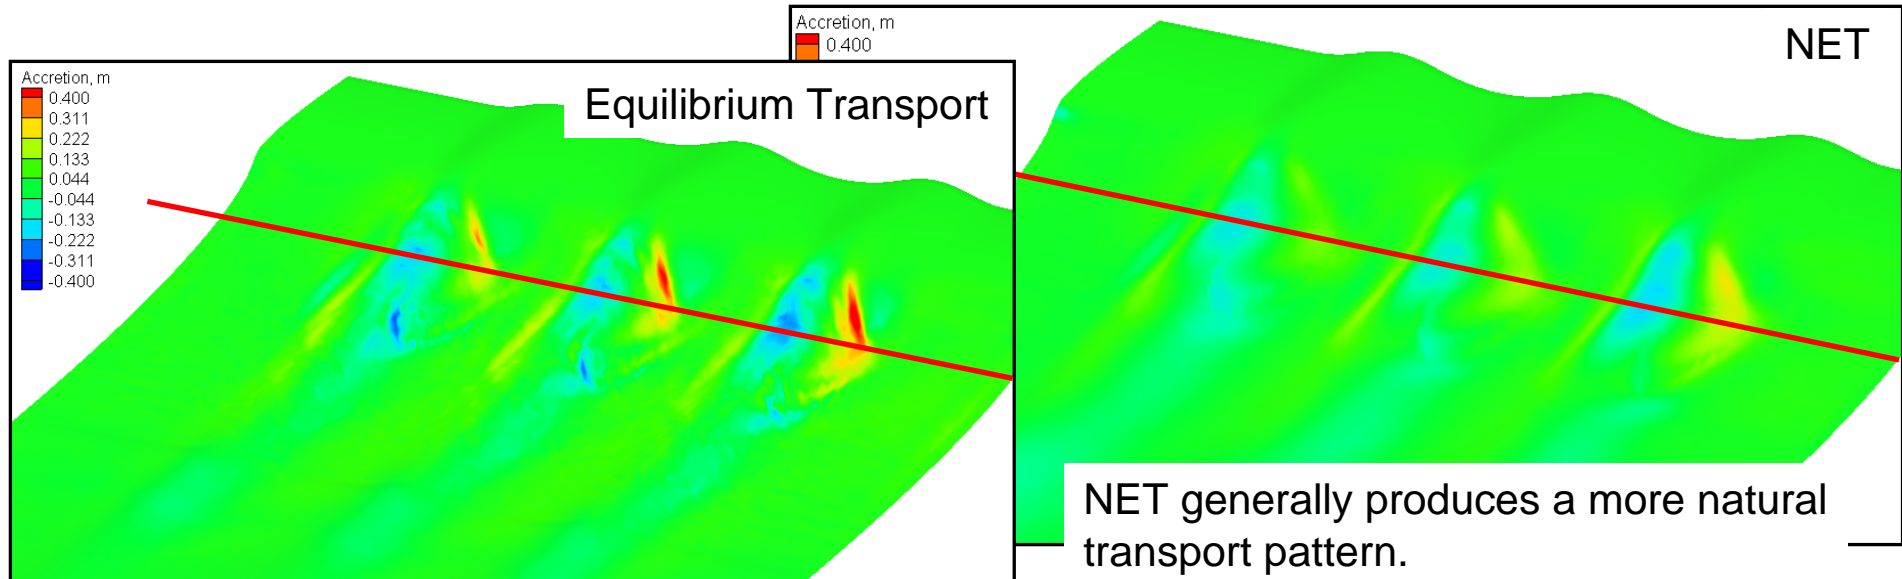 Accretion, m
0.400
NET
Accretion, m
0.400
0.311
0.222
0.133
0.044
-0.044
-0.133
-0.222
-0.311
-0.400
Equilibrium Transport
NET generally produces a more natural
transport pattern.